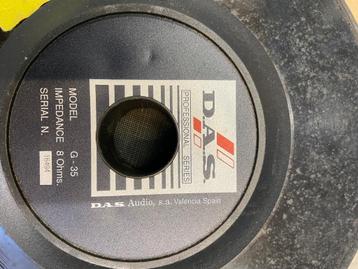 D.A.S
PROFESSIONAL SERIES
D.A.S Audio, s.a. Valencia Spain
MODEL G - 35
IMPEDANCE 8 Ohms.
SERIAL N.